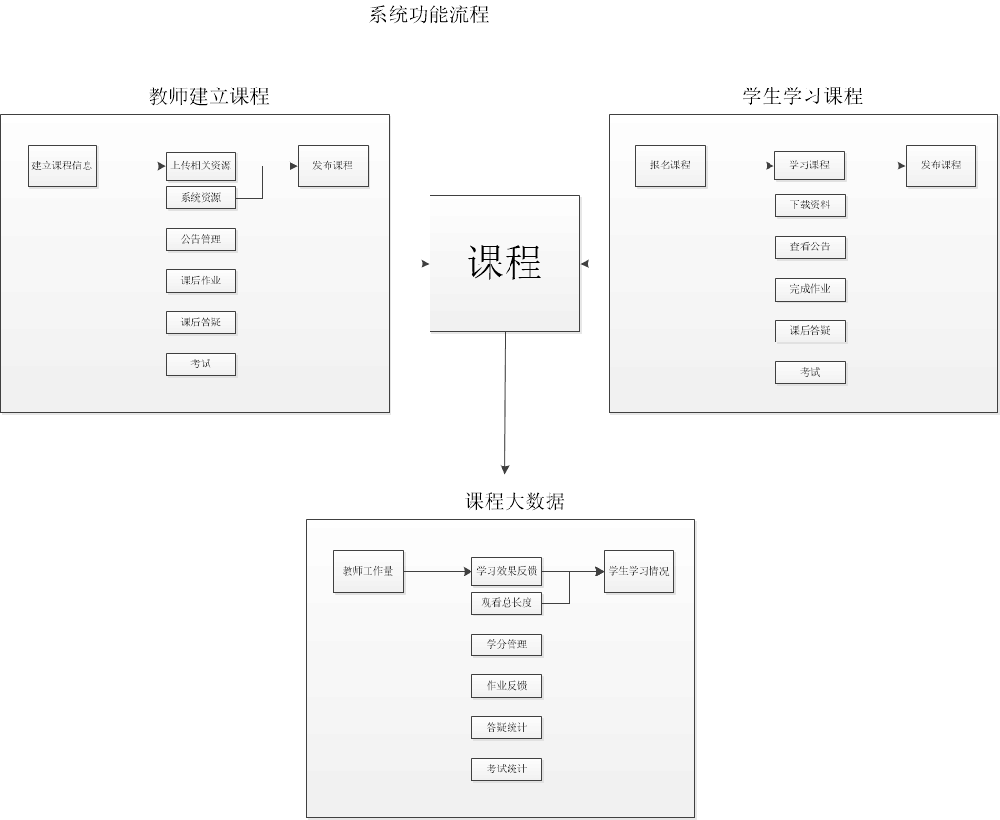 系统功能流程
教师建立课程
建立课程信息
上传相关资源
发布课程
系统资源
公告管理
课后作业
课后答疑
考试
课程
学生学习课程
报名课程
学习课程
发布课程
下载资料
查看公告
完成作业
课后答疑
考试
课程大数据
教师工作量
学习效果反馈
学生学习情况
观看总长度
学分管理
作业反馈
答疑统计
考试统计